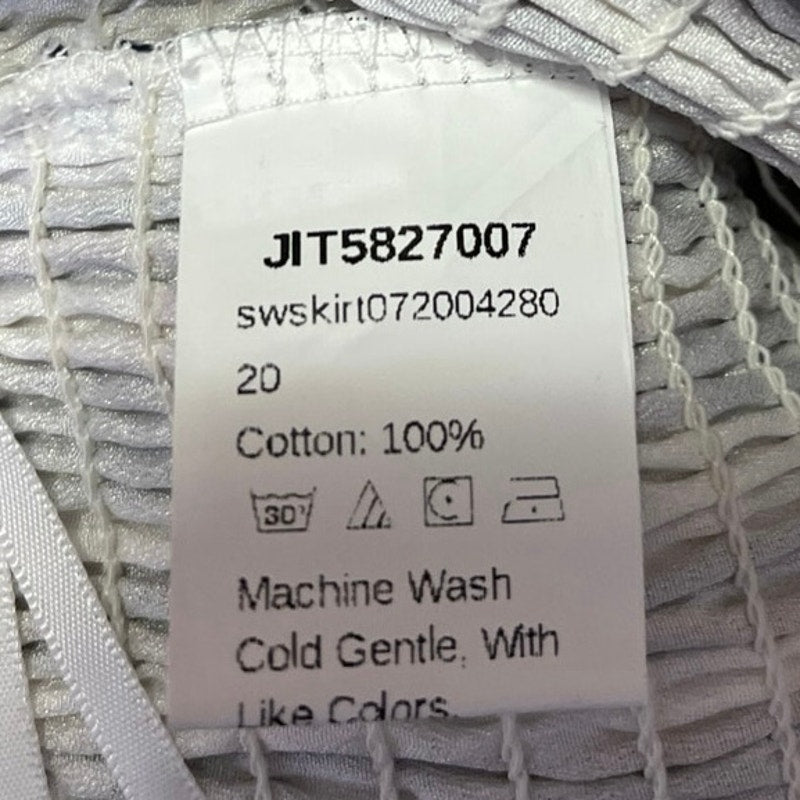 JIT5827007
swskirt072004280
20
Cotton: 100%
30°
Machine Wash
Cold Gentle, With
Like Colors.